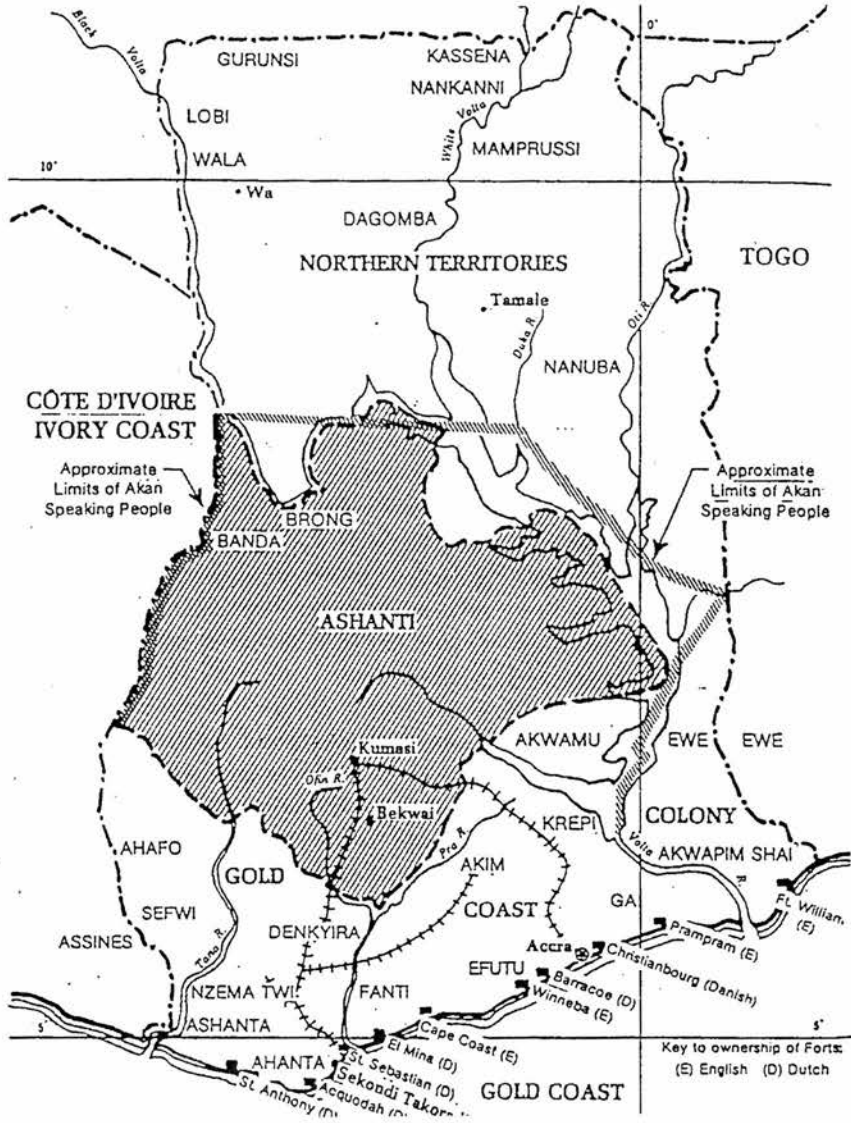 Black
Volta
GURUNSI
KASSENA
0°
NANKANNI
White Volta
LOBI
MAMPRUSSI
WALA
10°
Wa
DAGOMBA
NORTHERN TERRITORIES
TOGO
Tamale
Daka R.
Oti R.
NANUBA
CÔTE D'IVOIRE
IVORY COAST
Approximate
Limits of Akan
Speaking People
Approximate
Limits of Akan
Speaking People
BRONG
BANDA
ASHANTI
AKWAMU
EWE
EWE
Kumasi
Ofin R.
Bekwai
COLONY
KREPI
Volta
R.
AKWAPIM SHAI
AHAFO
Pra R.
GOLD
AKIM
COAST
GA
Ft. William
(E)
SEFWI
DENKYIRA
Prampram (E)
ASSINES
Tano R.
Accra
Christianbourg (Danish)
EFUTU
Barracoe (D)
NZEMA TWI
FANTI
Winneba (E)
ASHANTA
Cape Coast (E)
5°
5°
El Mina (D)
Key to ownership of Forts:
(E) English (D) Dutch
AHANTA
St. Sebastian (D)
Sekondi
GOLD COAST
Acquodah (D)
St. Anthony (D)